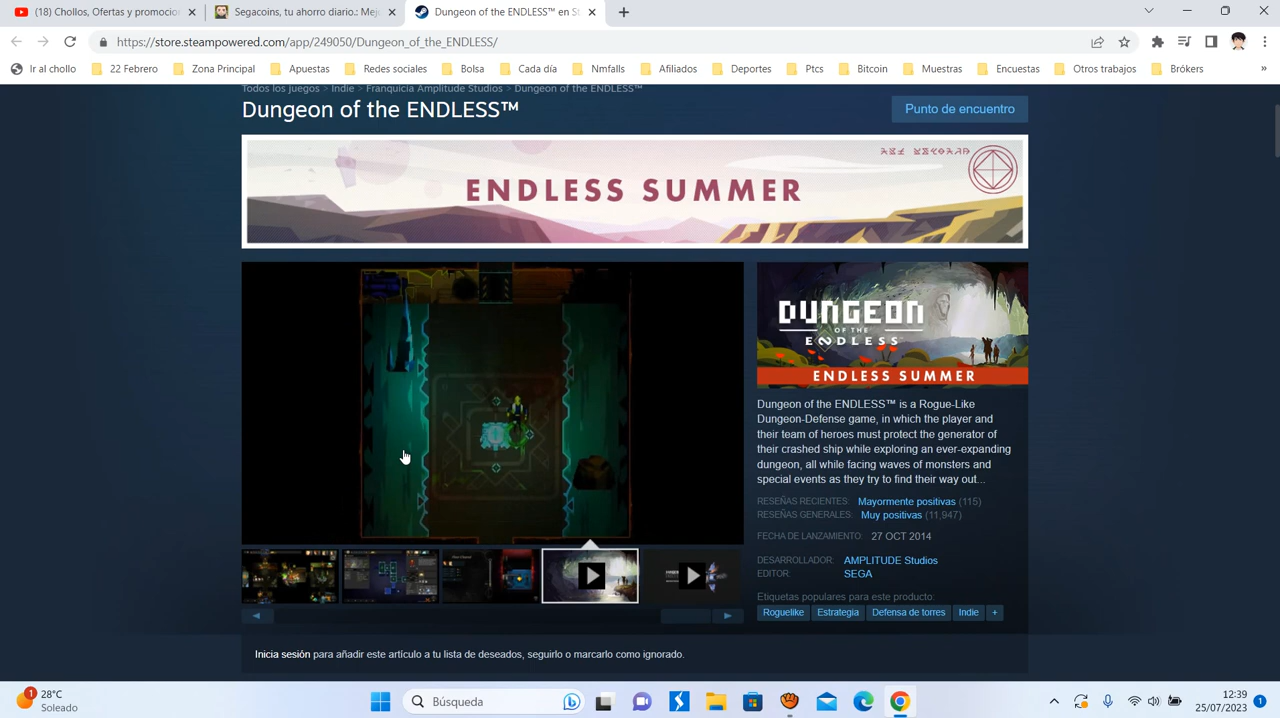 (18) Chollos, Ofertas y promocion
Segacoins, tu ahorro diario.: Mej
Dungeon of the ENDLESS™ en St
https://store.steampowered.com/app/249050/Dungeon_of_the_ENDLESS/
Ir al chollo
22 Febrero
Zona Principal
Apuestas
Redes sociales
Bolsa
Cada día
Nmfalls
Afiliados
Deportes
Ptcs
Bitcoin
Muestras
Encuestas
Otros trabajos
Brókers
»
Todos los juegos > Indie > Franquicia Amplitude Studios > Dungeon of the ENDLESS™
Dungeon of the ENDLESS™
Punto de encuentro
ENDLESS SUMMER
DUNGEON
OF THE
ENDLESS™
ENDLESS SUMMER
Dungeon of the ENDLESS™ is a Rogue-Like
Dungeon-Defense game, in which the player and
their team of heroes must protect the generator of
their crashed ship while exploring an ever-expanding
dungeon, all while facing waves of monsters and
special events as they try to find their way out...
RESEÑAS RECIENTES: Mayormente positivas (115)
RESEÑAS GENERALES: Muy positivas (11,947)
FECHA DE LANZAMIENTO: 27 OCT 2014
DESARROLLADOR: AMPLITUDE Studios
EDITOR: SEGA
Etiquetas populares para este producto:
Roguelike Estrategia Defensa de torres Indie +
Inicia sesión para añadir este artículo a tu lista de deseados, seguirlo o marcarlo como ignorado.
1
28°C
Soleado
Búsqueda
12:39
25/07/2023
1